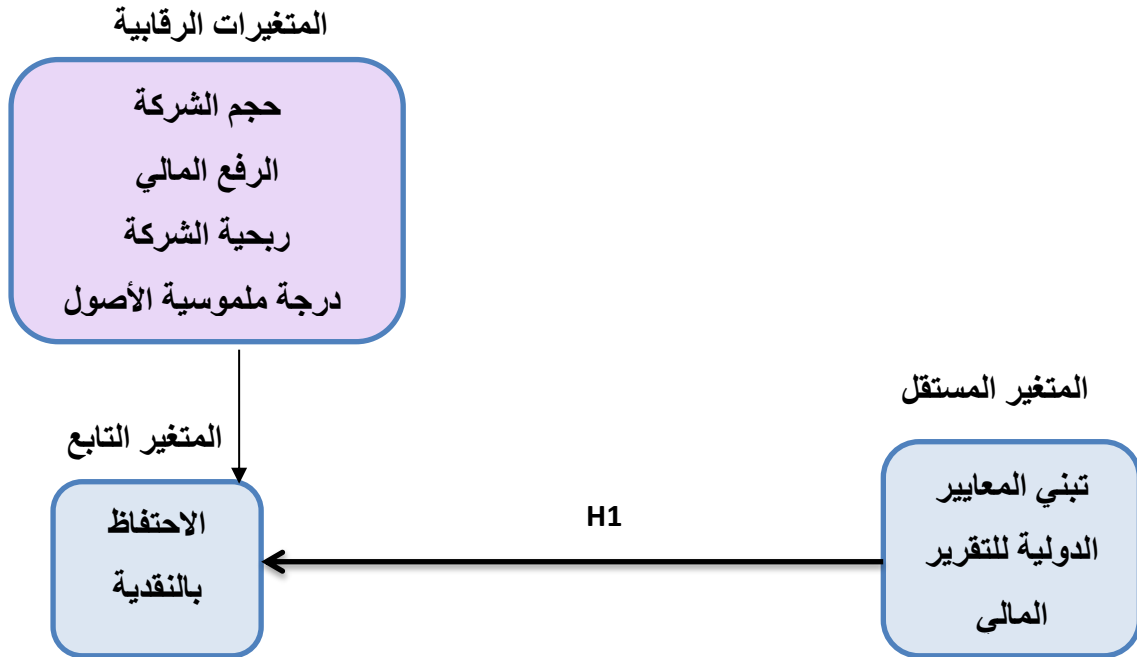 المتغيرات الرقابية
حجم الشركة
الرفع المالي
ربحية الشركة
درجة ملموسية الأصول
المتغير المستقل
تبني المعايير
الدولية للتقرير
المالي
H1
المتغير التابع
الاحتفاظ
بالنقدية